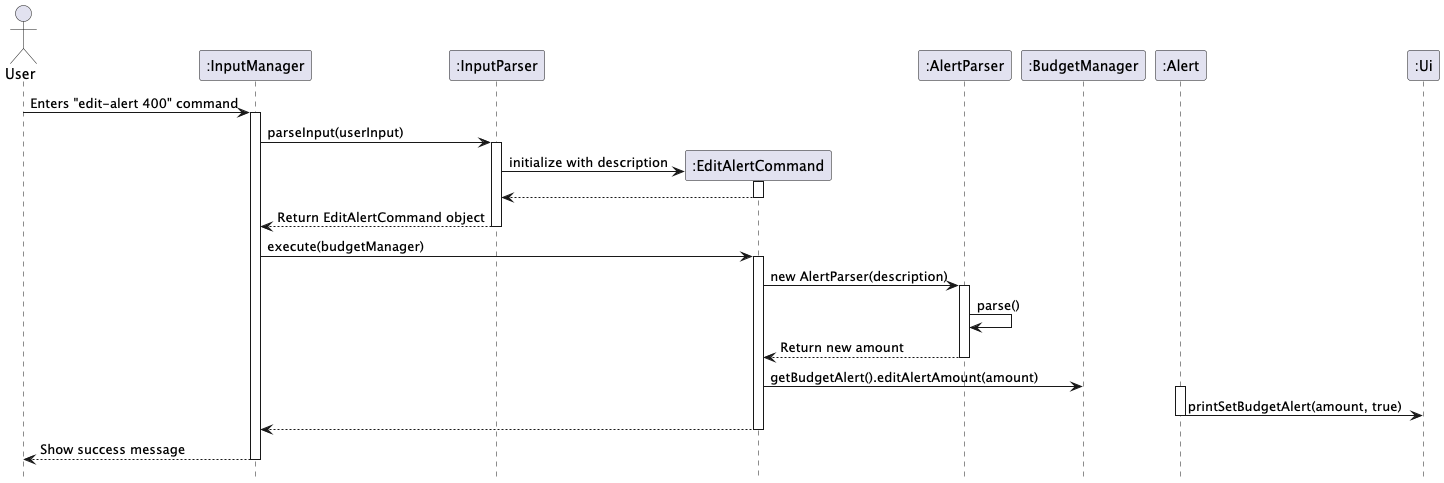 User
:InputManager
:InputParser
:AlertParser
:BudgetManager
:Alert
:Ui
Enters "edit-alert 400" command
parseInput(userInput)
initialize with description
:EditAlertCommand
Return EditAlertCommand object
execute(budgetManager)
new AlertParser(description)
parse()
Return new amount
getBudgetAlert().editAlertAmount(amount)
printSetBudgetAlert(amount, true)
Show success message